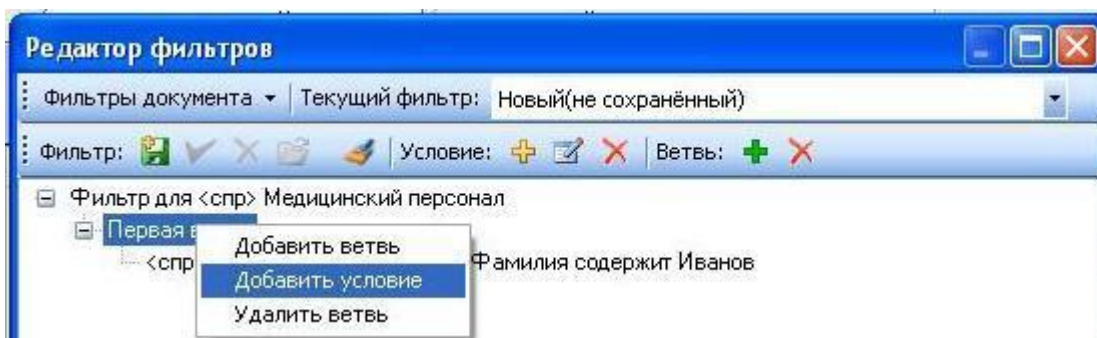 Редактор фильтров
Фильтры документа Текущий фильтр: Новый(не сохранённый)
Фильтр: Условие: Ветвь:
Фильтр для <спр> Медицинский персонал
Первая
Добавить ветвь
<спр Фамилия содержит Иванов
Добавить условие
Удалить ветвь